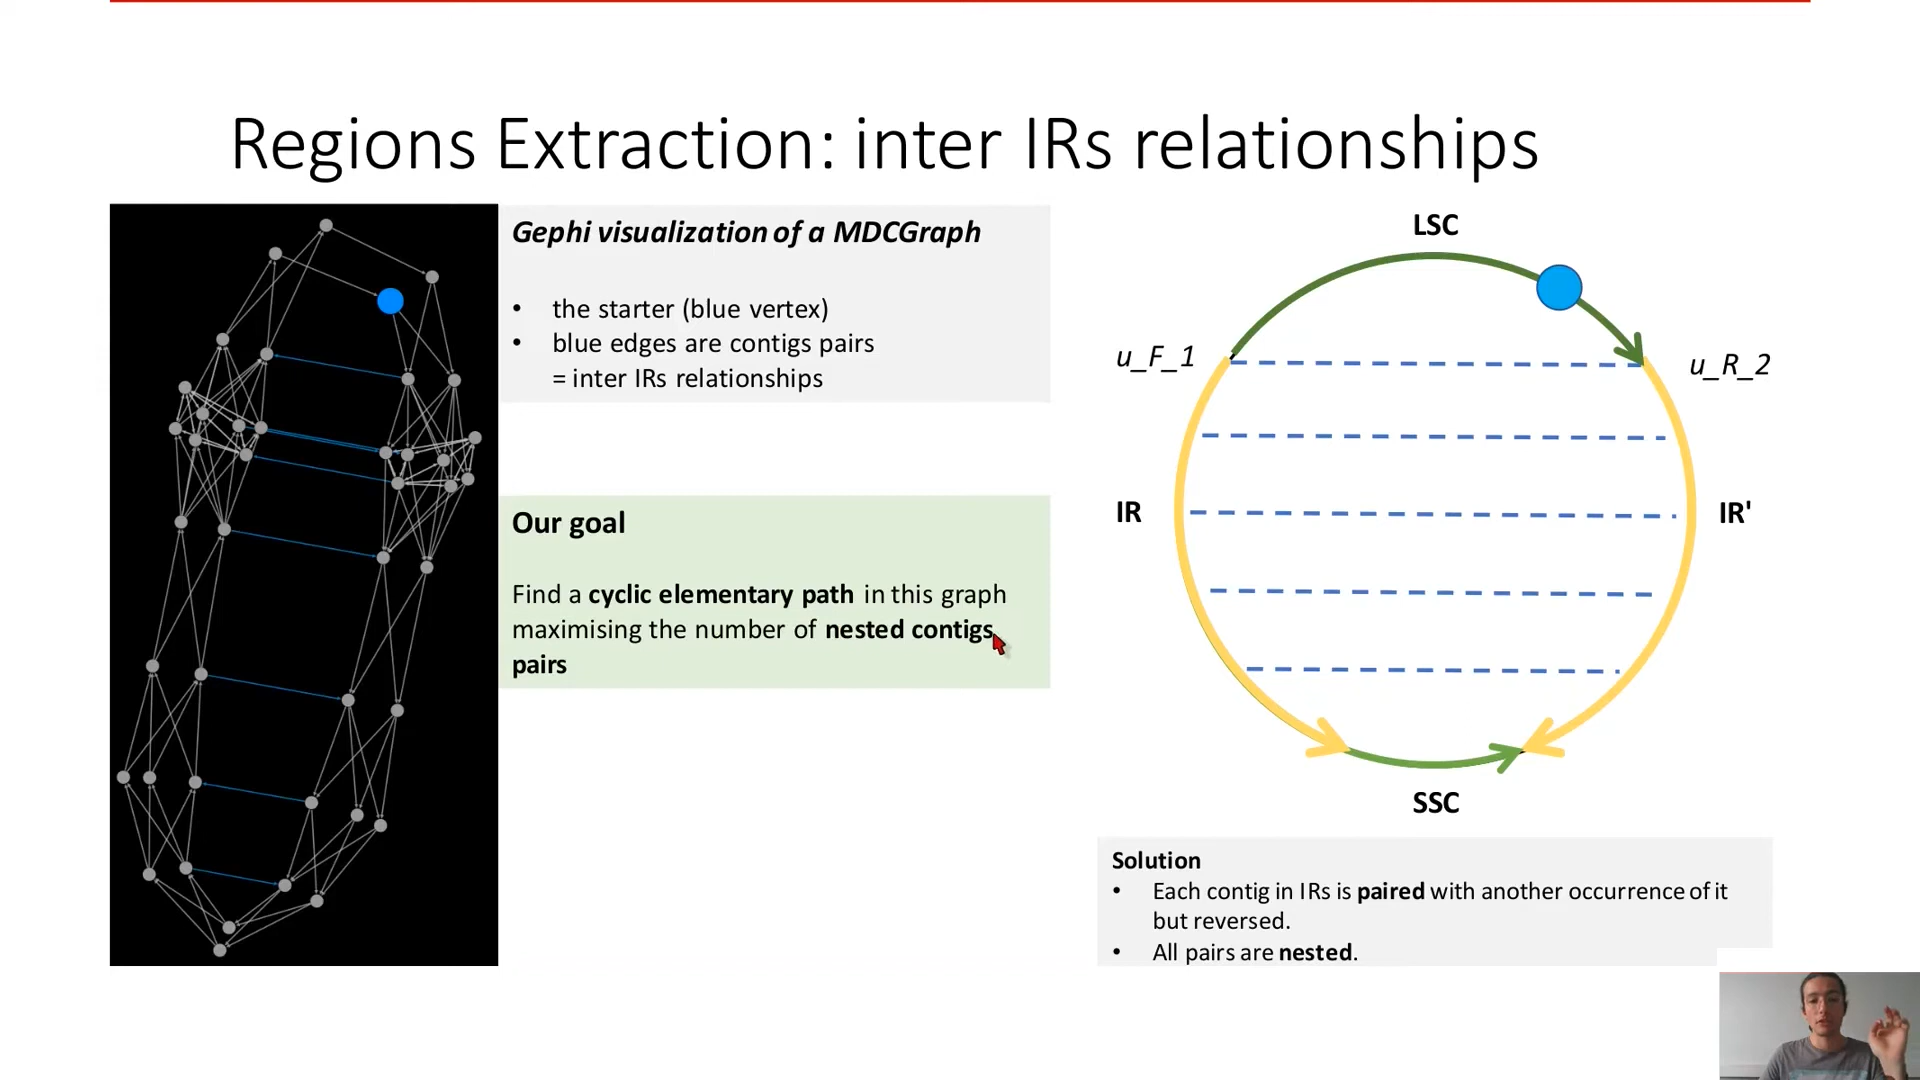 Regions Extraction: inter IRs relationships
Gephi visualization of a MDCGraph
• the starter (blue vertex)
• blue edges are contigs pairs
= inter IRs relationships
Our goal
Find a cyclic elementary path in this graph
maximising the number of nested contigs
pairs
LSC
u_F_1
u_R_2
IR
IR'
SSC
Solution
• Each contig in IRs is paired with another occurrence of it
but reversed.
• All pairs are nested.